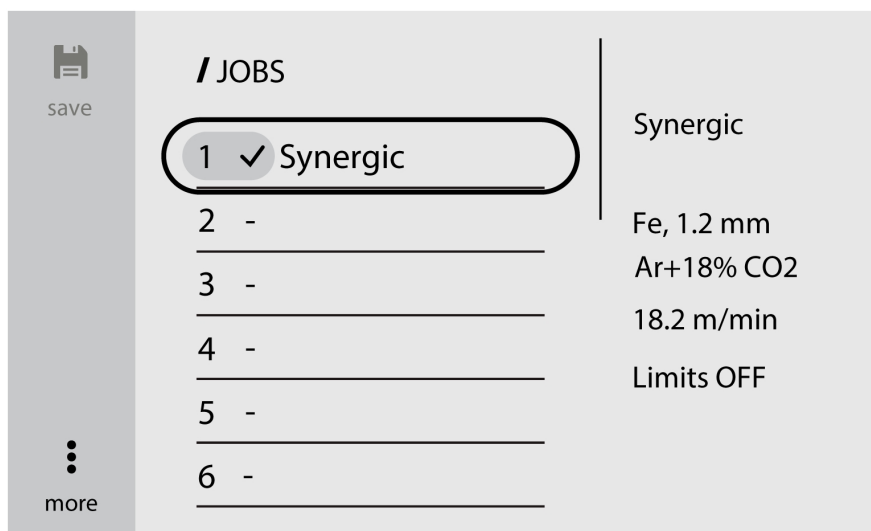 save
/ JOBS
1 ✓ Synergic
2 -
3 -
4 -
5 -
6 -
more
Synergic
Fe, 1.2 mm
Ar+18% CO2
18.2 m/min
Limits OFF